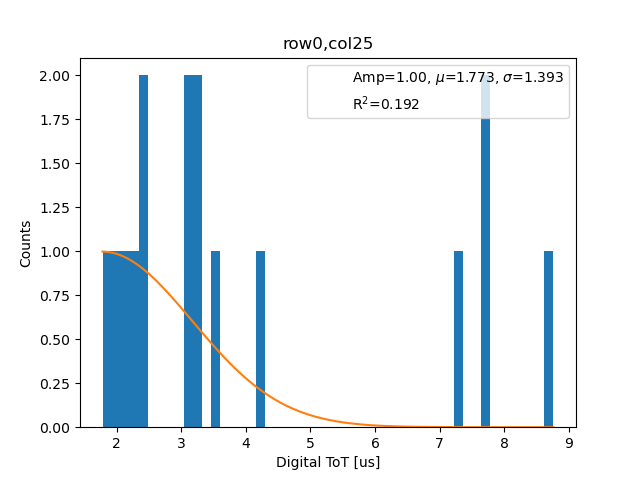 row0,col25
Amp=1.00, μ=1.773, σ=1.393
R²=0.192
2.00
1.75
1.50
1.25
1.00
0.75
0.50
0.25
0.00
Counts
2 3 4 5 6 7 8 9
Digital ToT [us]